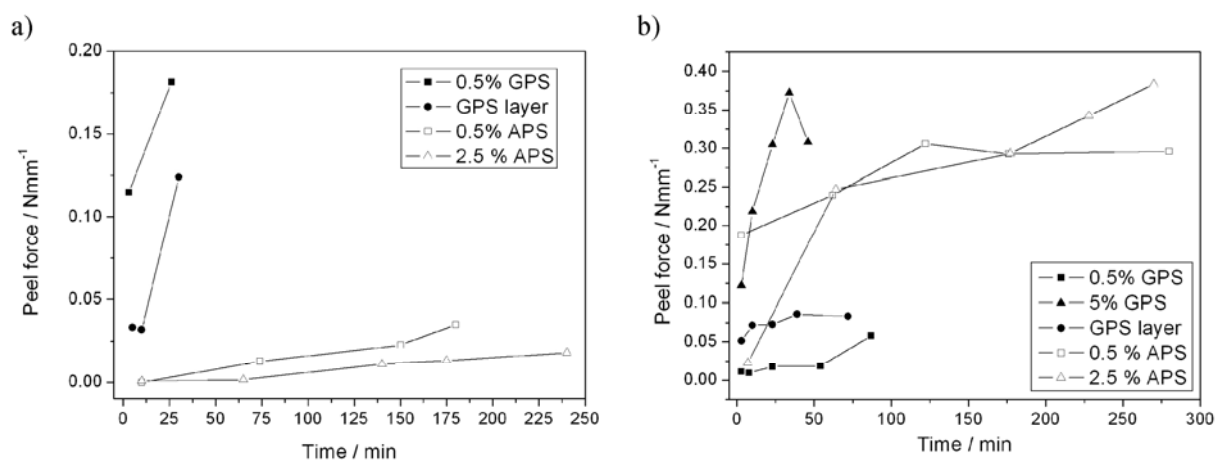 a)
0.20
0.15
0.10
0.05
0.00
Peel force / Nmm⁻¹
0.5% GPS
GPS layer
0.5% APS
2.5 % APS
0 25 50 75 100 125 150 175 200 225 250
Time / min
b)
0.40
0.35
0.30
0.25
0.20
0.15
0.10
0.05
0.00
Peel force / Nmm⁻¹
0.5% GPS
5% GPS
GPS layer
0.5 % APS
2.5 % APS
0 50 100 150 200 250 300
Time / min